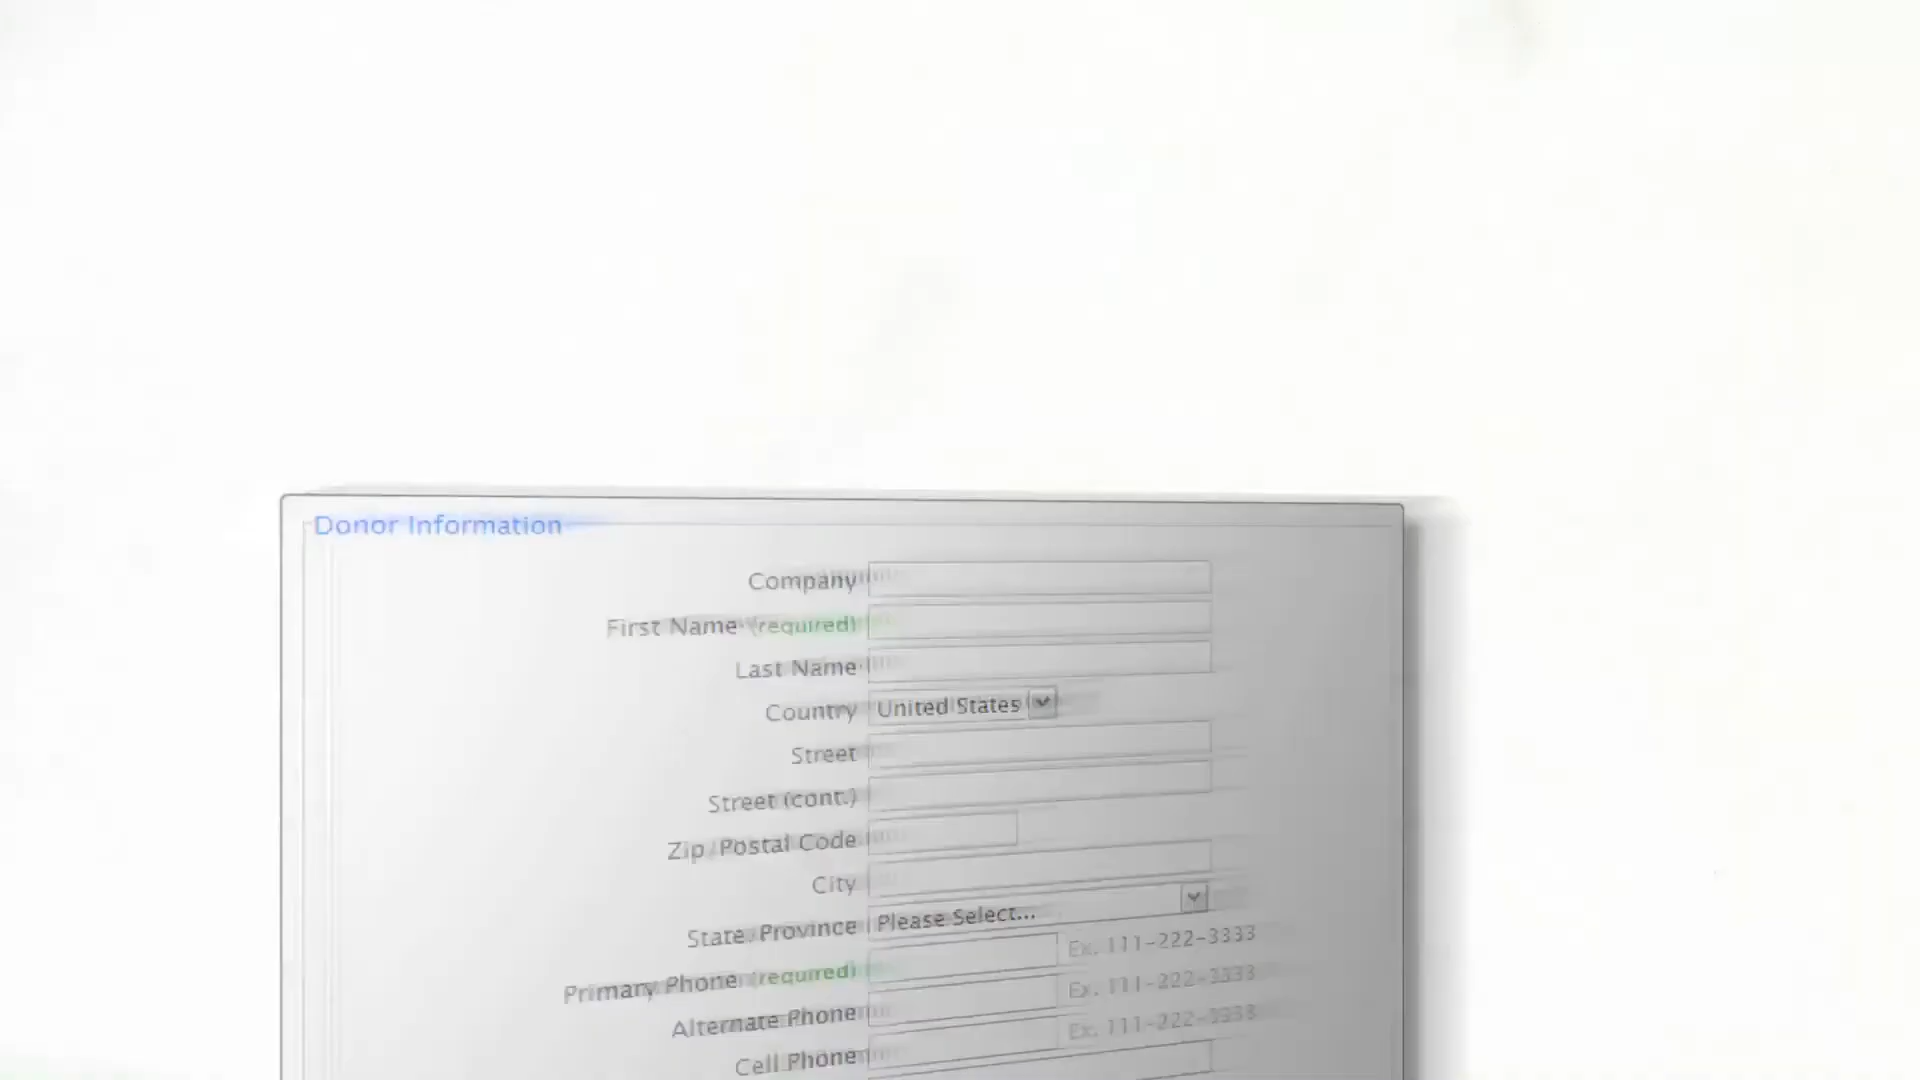 Donor Information
Company
First Name (required)
Last Name
Country United States
Street
Street (cont.)
Zip/Postal Code
City
State/Province Please Select...
Primary Phone (required) Ex. 111-222-3333
Alternate Phone Ex. 111-222-3333
Cell Phone Ex. 111-222-3333